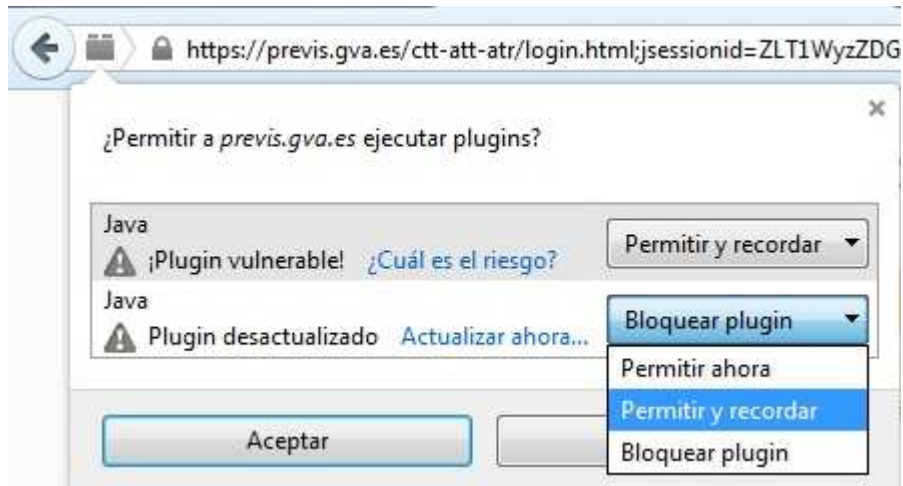 https://previs.gva.es/ctt-att-atr/login.html;jsessionid=ZLT1WyzZDG
¿Permitir a previs.gva.es ejecutar plugins?
Java
¡Plugin vulnerable! ¿Cuál es el riesgo? Permitir y recordar
Java
Plugin desactualizado Actualizar ahora... Bloquear plugin
Permitir ahora
Permitir y recordar
Aceptar
Bloquear plugin